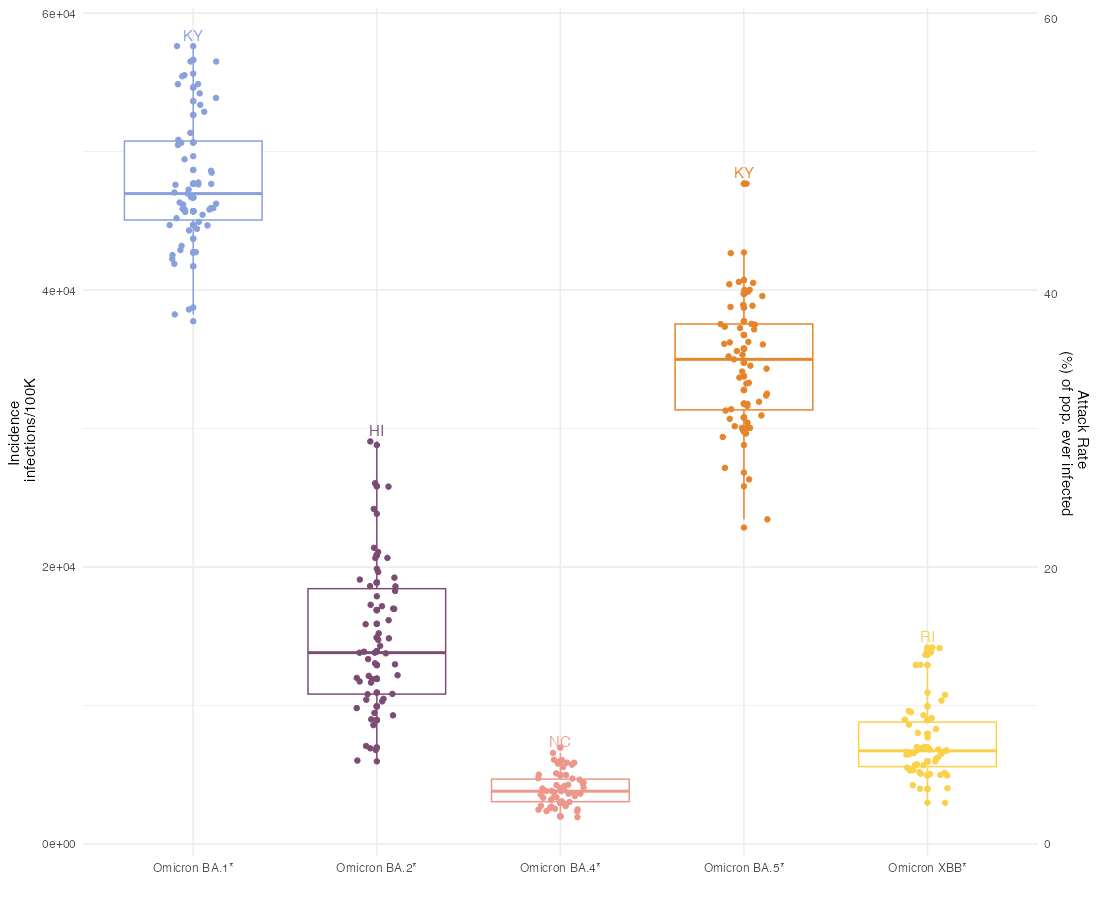 6e+04
4e+04
2e+04
0e+00
Incidence
infections/100K
KY
HI
NC
KY
RI
60
40
20
0
Attack Rate
(%) of pop. ever infected
Omicron BA.1*
Omicron BA.2*
Omicron BA.4*
Omicron BA.5*
Omicron XBB*